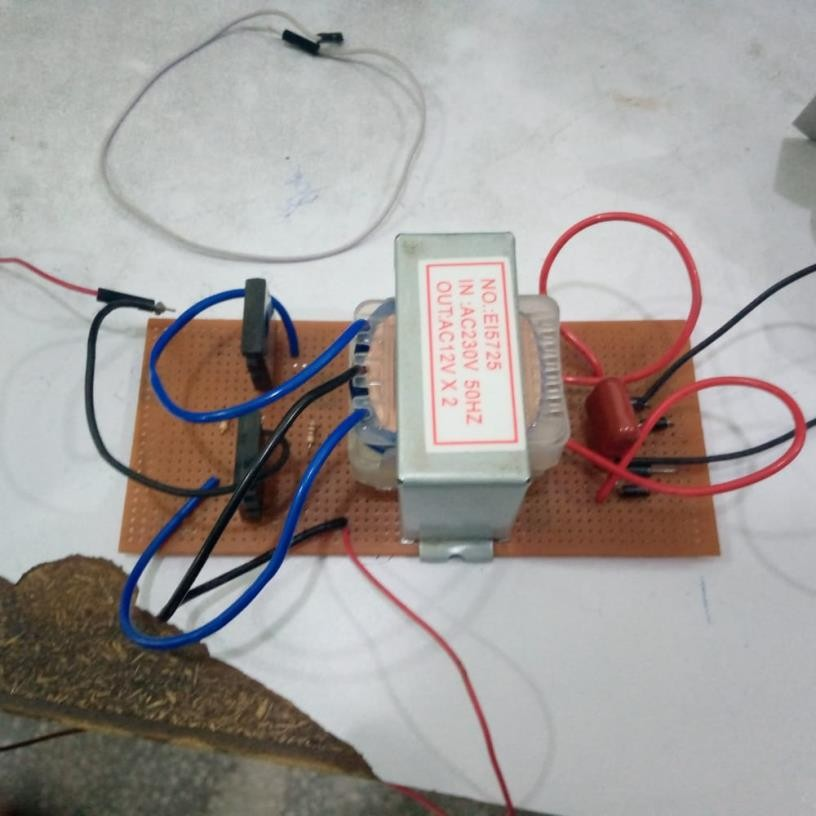 NO.:EI5725
IN :AC230V 50HZ
OUT:AC12V X 2